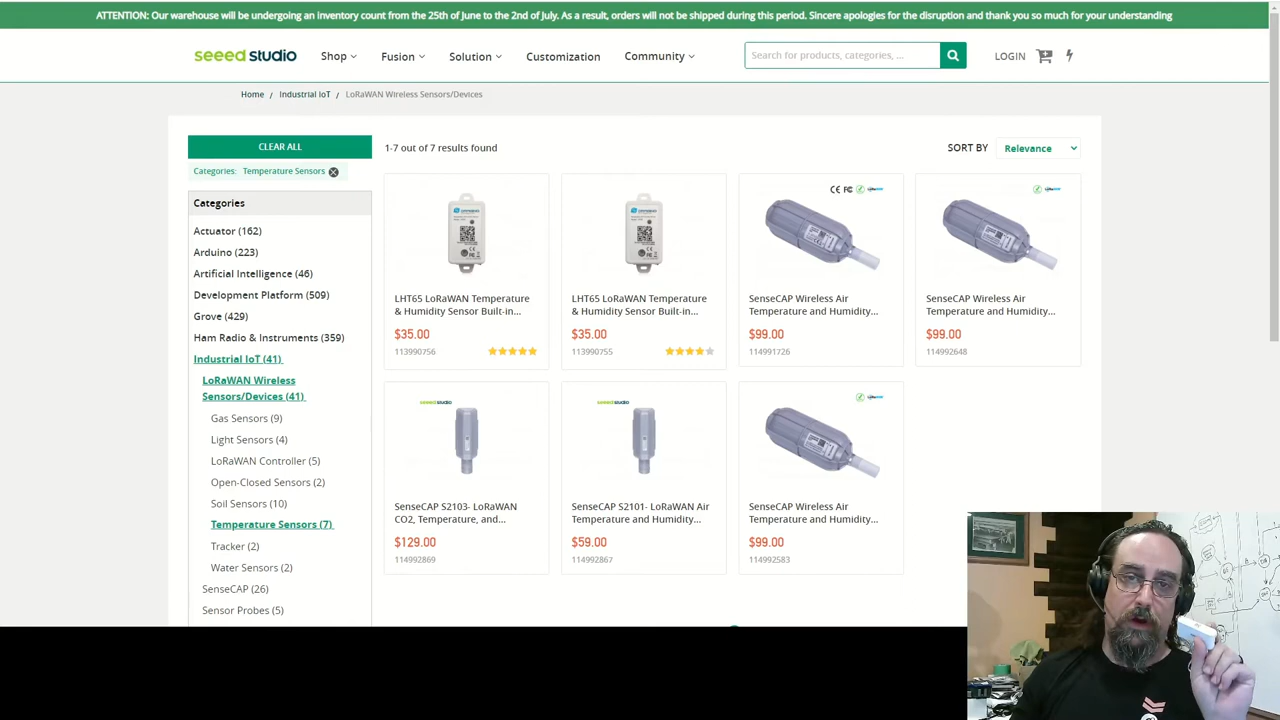 ATTENTION: Our warehouse will be undergoing an inventory count from the 25th of June to the 2nd of July. As a result, orders will not be shipped during this period. Sincere apologies for the disruption and thank you so much for your understanding
seeed studio Shop Fusion Solution Customization Community Search for products, categories, ... LOGIN
Home / Industrial IoT / LoRaWAN Wireless Sensors/Devices
CLEAR ALL
1-7 out of 7 results found
SORT BY Relevance
Categories: Temperature Sensors
Categories
Actuator (162)
Arduino (223)
Artificial Intelligence (46)
Development Platform (509)
Grove (429)
Ham Radio & Instruments (359)
Industrial IoT (41)
LoRaWAN Wireless
Sensors/Devices (41)
Gas Sensors (9)
Light Sensors (4)
LoRaWAN Controller (5)
Open-Closed Sensors (2)
Soil Sensors (10)
Temperature Sensors (7)
Tracker (2)
Water Sensors (2)
SenseCAP (26)
Sensor Probes (5)
LHT65 LoRaWAN Temperature
& Humidity Sensor Built-in...
$35.00
113990756
LHT65 LoRaWAN Temperature
& Humidity Sensor Built-in...
$35.00
113990755
CE FC
SenseCAP Wireless Air
Temperature and Humidity...
$99.00
114991726
SenseCAP Wireless Air
Temperature and Humidity...
$99.00
114992648
seeed studio
SenseCAP S2103- LoRaWAN
CO2, Temperature, and...
$129.00
114992869
seeed studio
SenseCAP S2101- LoRaWAN Air
Temperature and Humidity...
$59.00
114992867
SenseCAP Wireless Air
Temperature and Humidity...
$99.00
114992583